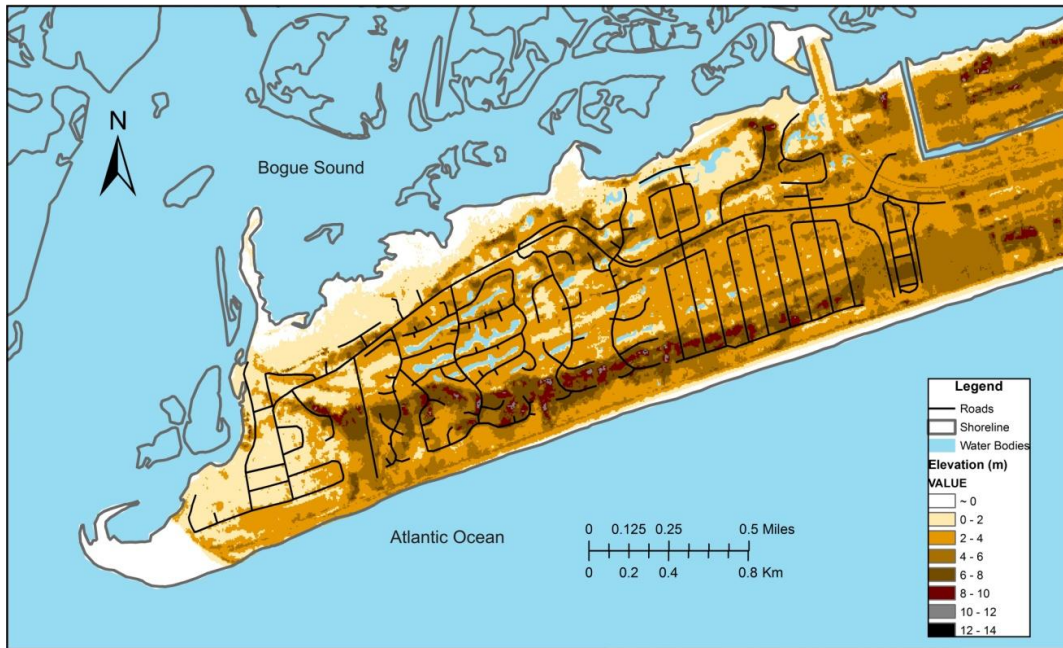 N
Bogue Sound
Atlantic Ocean
0 0.125 0.25 0.5 Miles
0 0.2 0.4 0.8 Km
Legend
Roads
Shoreline
Water Bodies
Elevation (m)
VALUE
~ 0
0 - 2
2 - 4
4 - 6
6 - 8
8 - 10
10 - 12
12 - 14